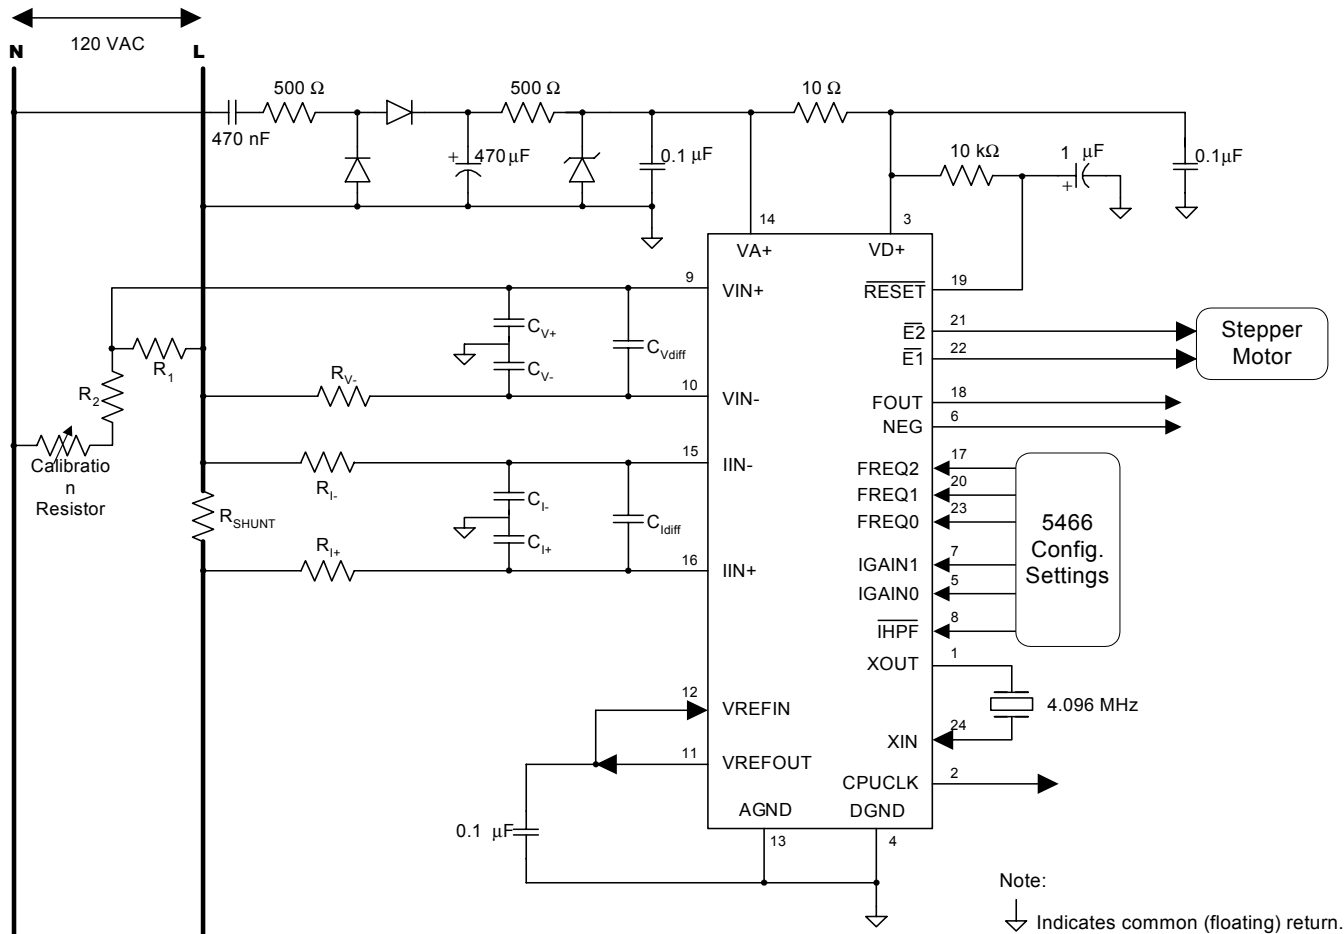 120 VAC
N
L
500 Ω
500 Ω
10 Ω
470 nF
+
470 µF
0.1 µF
10 kΩ
1 µF
+
0.1 µF
14
3
VA+
VD+
9
VIN+
RESET
19
CV+
CV-
CVdiff
E2
21
E1
22
Stepper
Motor
R1
R2
RV-
10
VIN-
FOUT
18
NEG
6
Calibratio
n
Resistor
15
IIN-
RI-
CI-
CI+
CIdiff
RSHUNT
RI+
16
IIN+
FREQ2
17
FREQ1
20
FREQ0
23
IGAIN1
7
IGAIN0
5
IHPF
8
5466
Config.
Settings
XOUT
1
4.096 MHz
XIN
24
12
VREFIN
11
VREFOUT
CPUCLK
2
AGND
DGND
0.1 µF
13
4
Note:
Indicates common (floating) return.